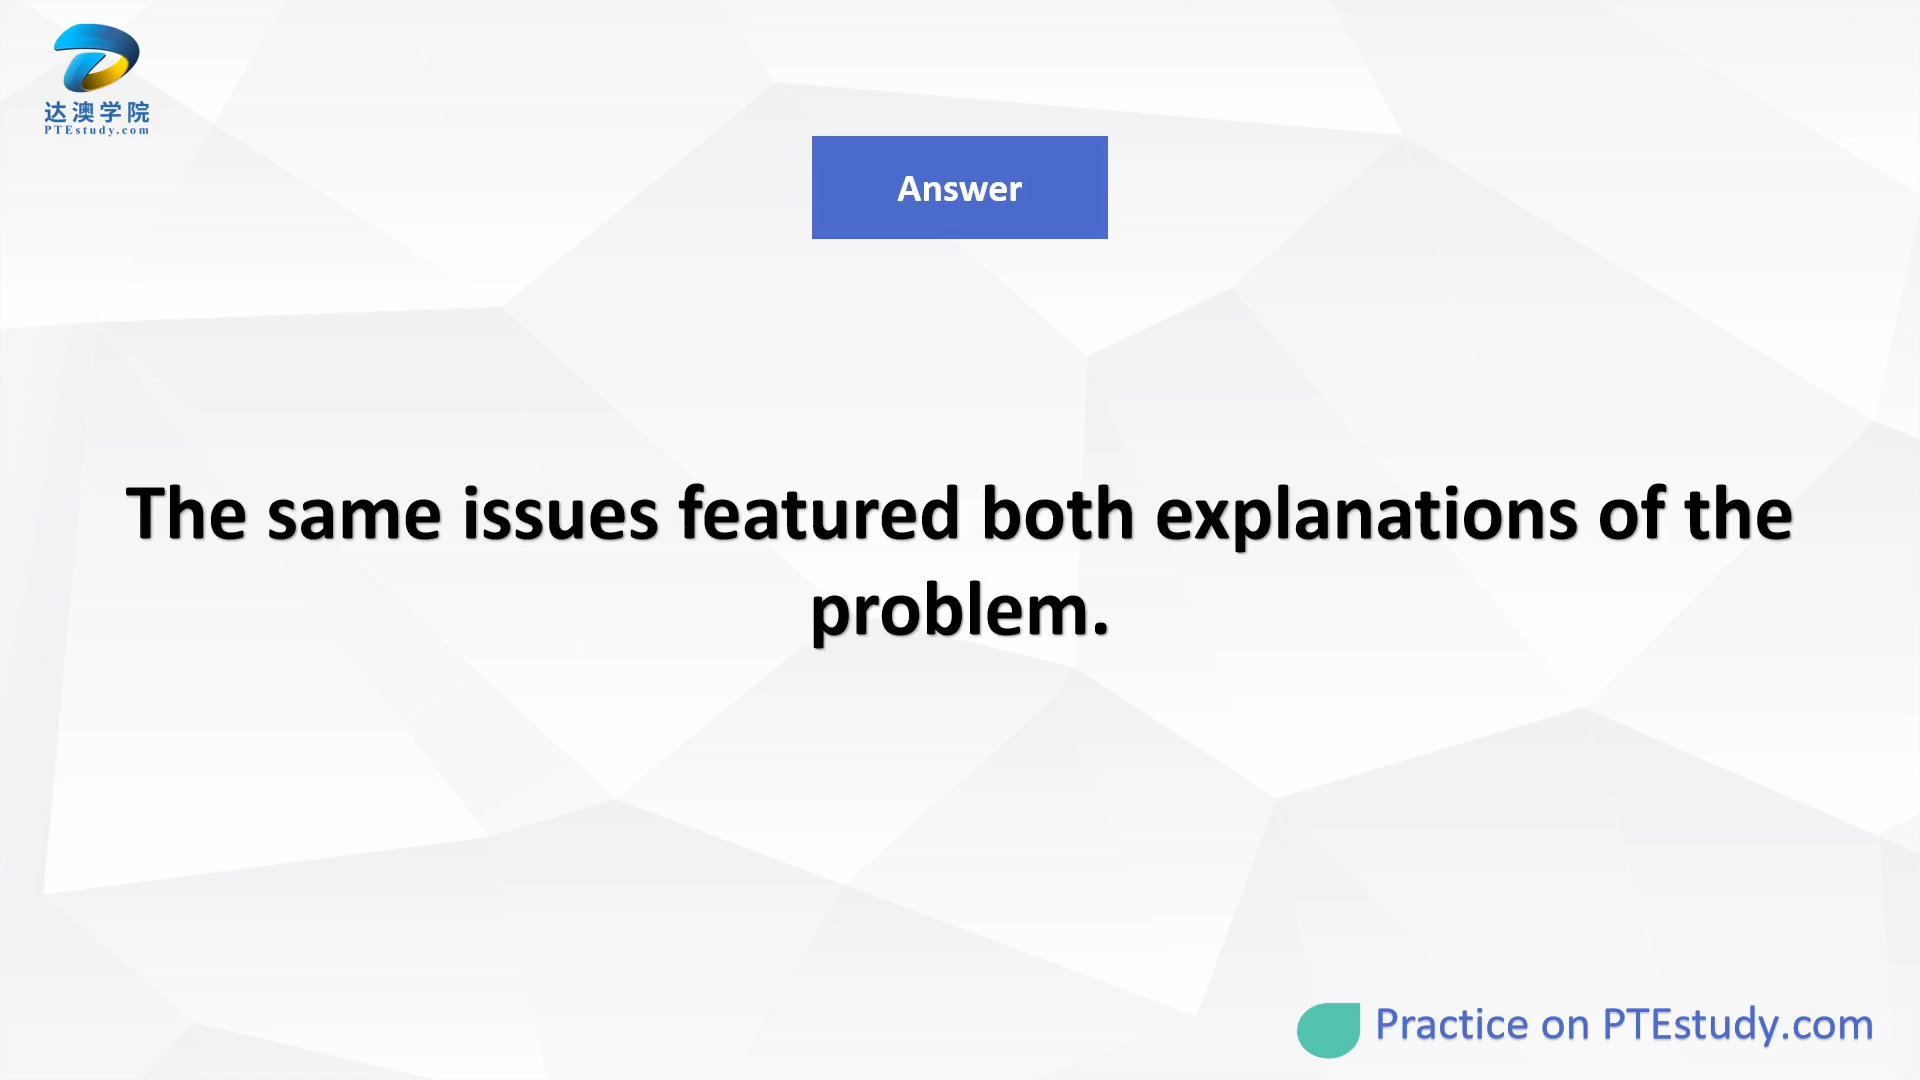 达澳学院
PTEstudy.com
Answer
The same issues featured both explanations of the
problem.
Practice on PTEstudy.com